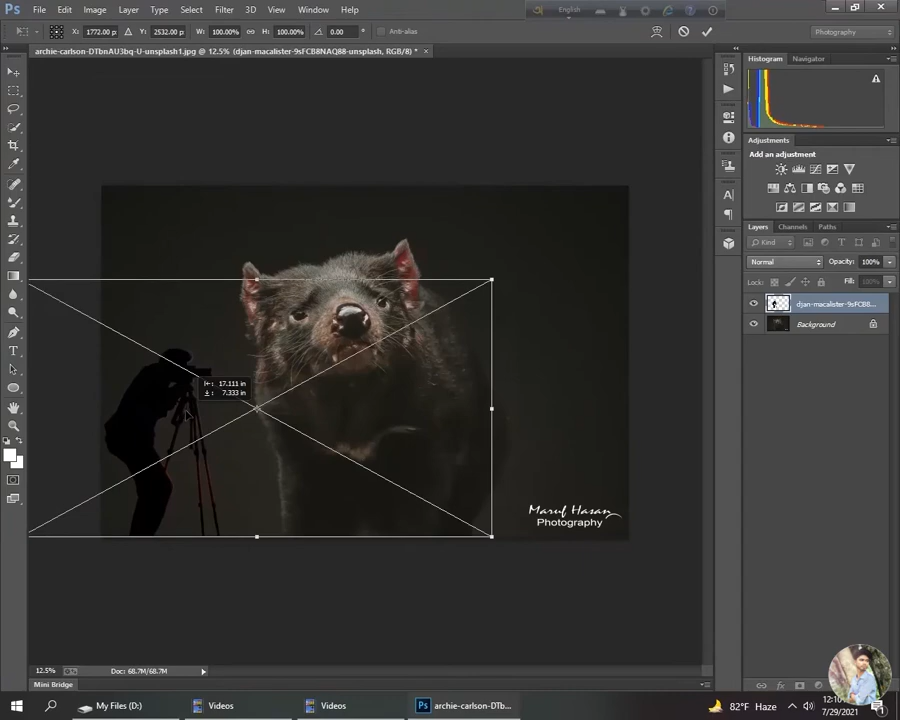 Ps File Edit Image Layer Type Select Filter 3D View Window Help
English
X: 1772.00 p: Y: 2532.00 p: W: 100.00% H: 100.00% 0.00 Anti-alias
Photography
archie-carlson-DTbnAU3bq-U-unsplash1.jpg @ 12.5% (djan-macalister-9sFCB8NAQ88-unsplash, RGB/8) * ×
Histogram Navigator
Adjustments
Add an adjustment
Layers Channels Paths
Kind
Normal Opacity: 100%
Lock: Fill: 100%
djan-macalister-9sFCB8...
Background
17.111 in
7.333 in
Maruf Hasan
Photography
12.5% Doc: 68.7M/68.7M
Mini Bridge
My Files (D:) Videos Videos Ps archie-carlson-DTb... 82°F Haze
7/29/2021